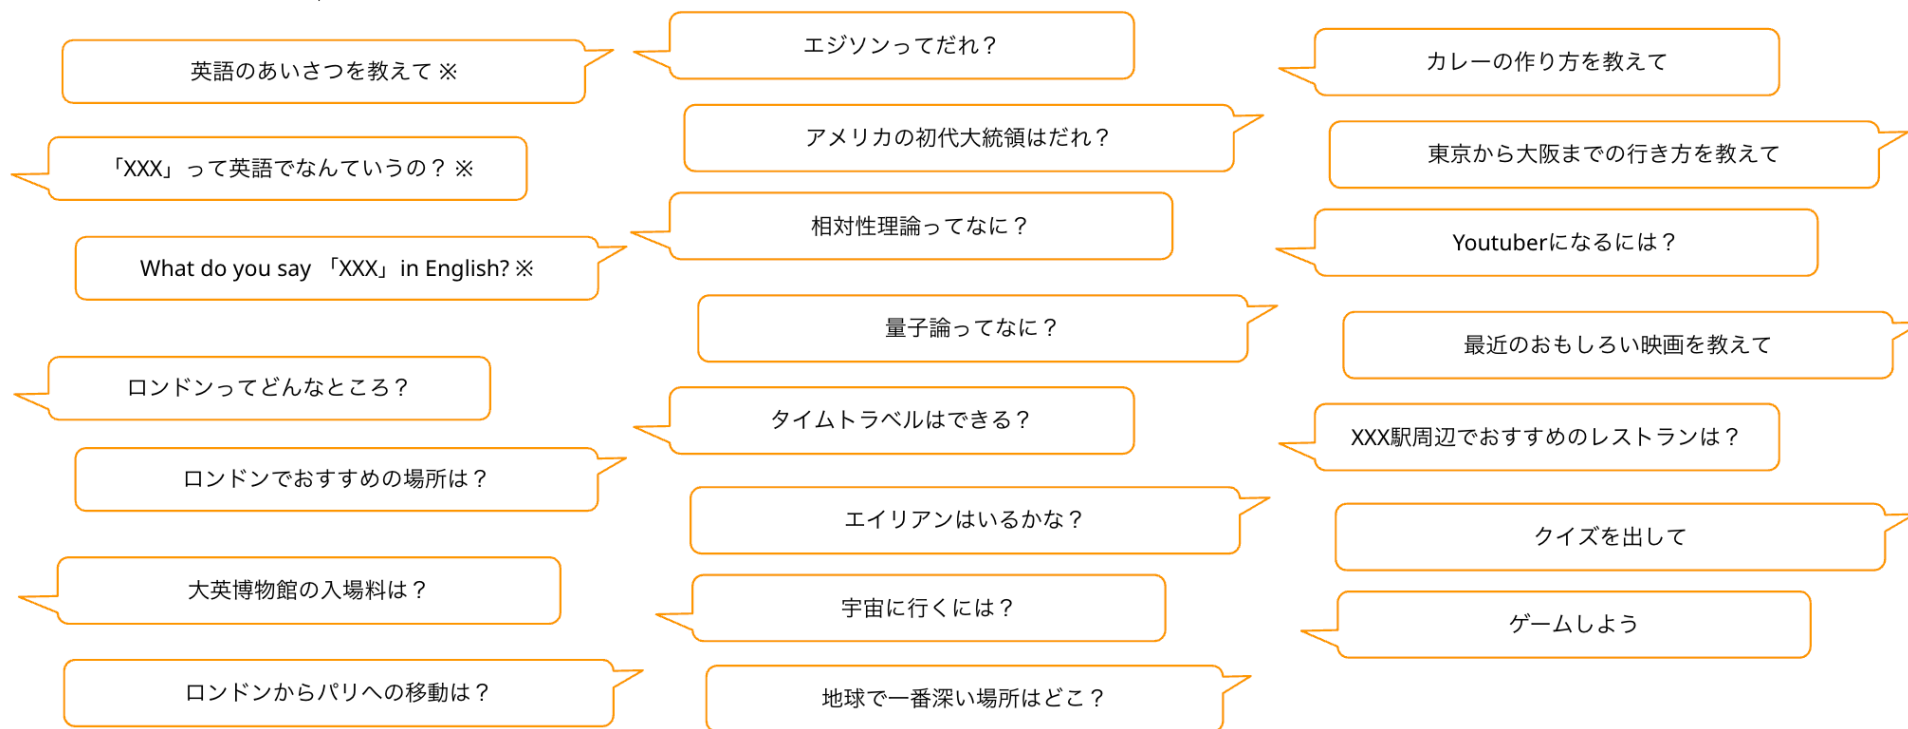 英語のあいさつを教えて ※
「XXX」って英語でなんていうの？ ※
What do you say 「XXX」in English? ※
ロンドンってどんなところ？
ロンドンでおすすめの場所は？
大英博物館の入場料は？
ロンドンからパリへの移動は？
エジソンってだれ？
アメリカの初代大統領はだれ？
相対性理論ってなに？
量子論ってなに？
タイムトラベルはできる？
エイリアンはいるかな？
宇宙に行くには？
地球で一番深い場所はどこ？
カレーの作り方を教えて
東京から大阪までの行き方を教えて
Youtuberになるには？
最近のおもしろい映画を教えて
XXX駅周辺でおすすめのレストランは？
クイズを出して
ゲームしよう